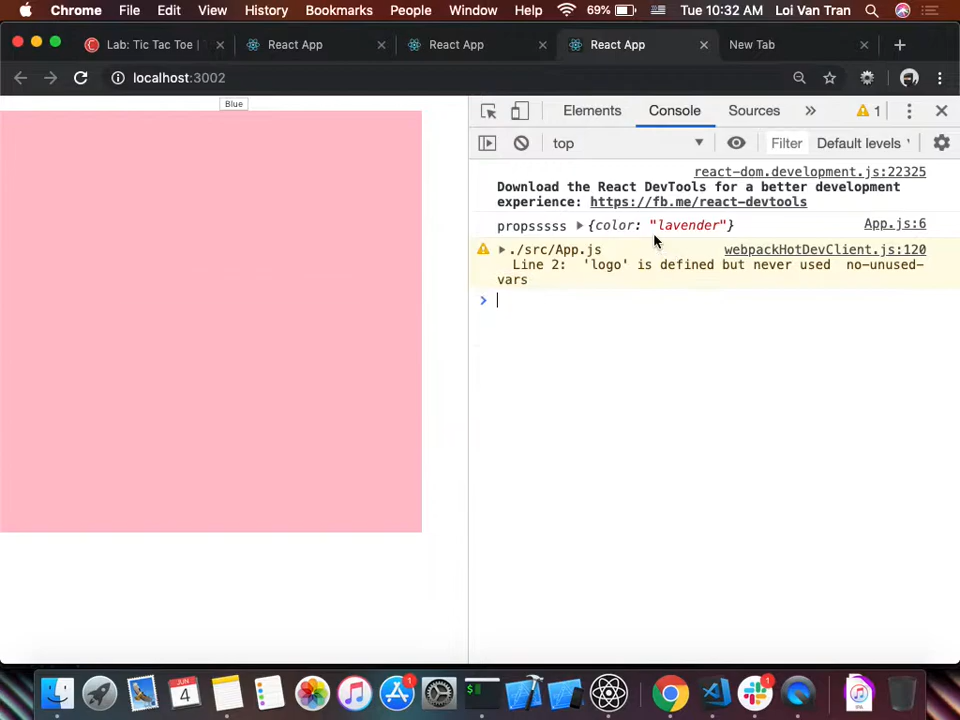 Chrome File Edit View History Bookmarks People Window Help 69% Tue 10:32 AM Loi Van Tran
Lab: Tic Tac Toe | React App React App React App New Tab
localhost:3002
Blue
Elements Console Sources » 1
top Filter Default levels
react-dom.development.js:22325
Download the React DevTools for a better development
experience: https://fb.me/react-devtools
propsssss {color: "lavender"} App.js:6
./src/App.js webpackHotDevClient.js:120
Line 2: 'logo' is defined but never used no-unused-
vars
JUN
4
1
$
1